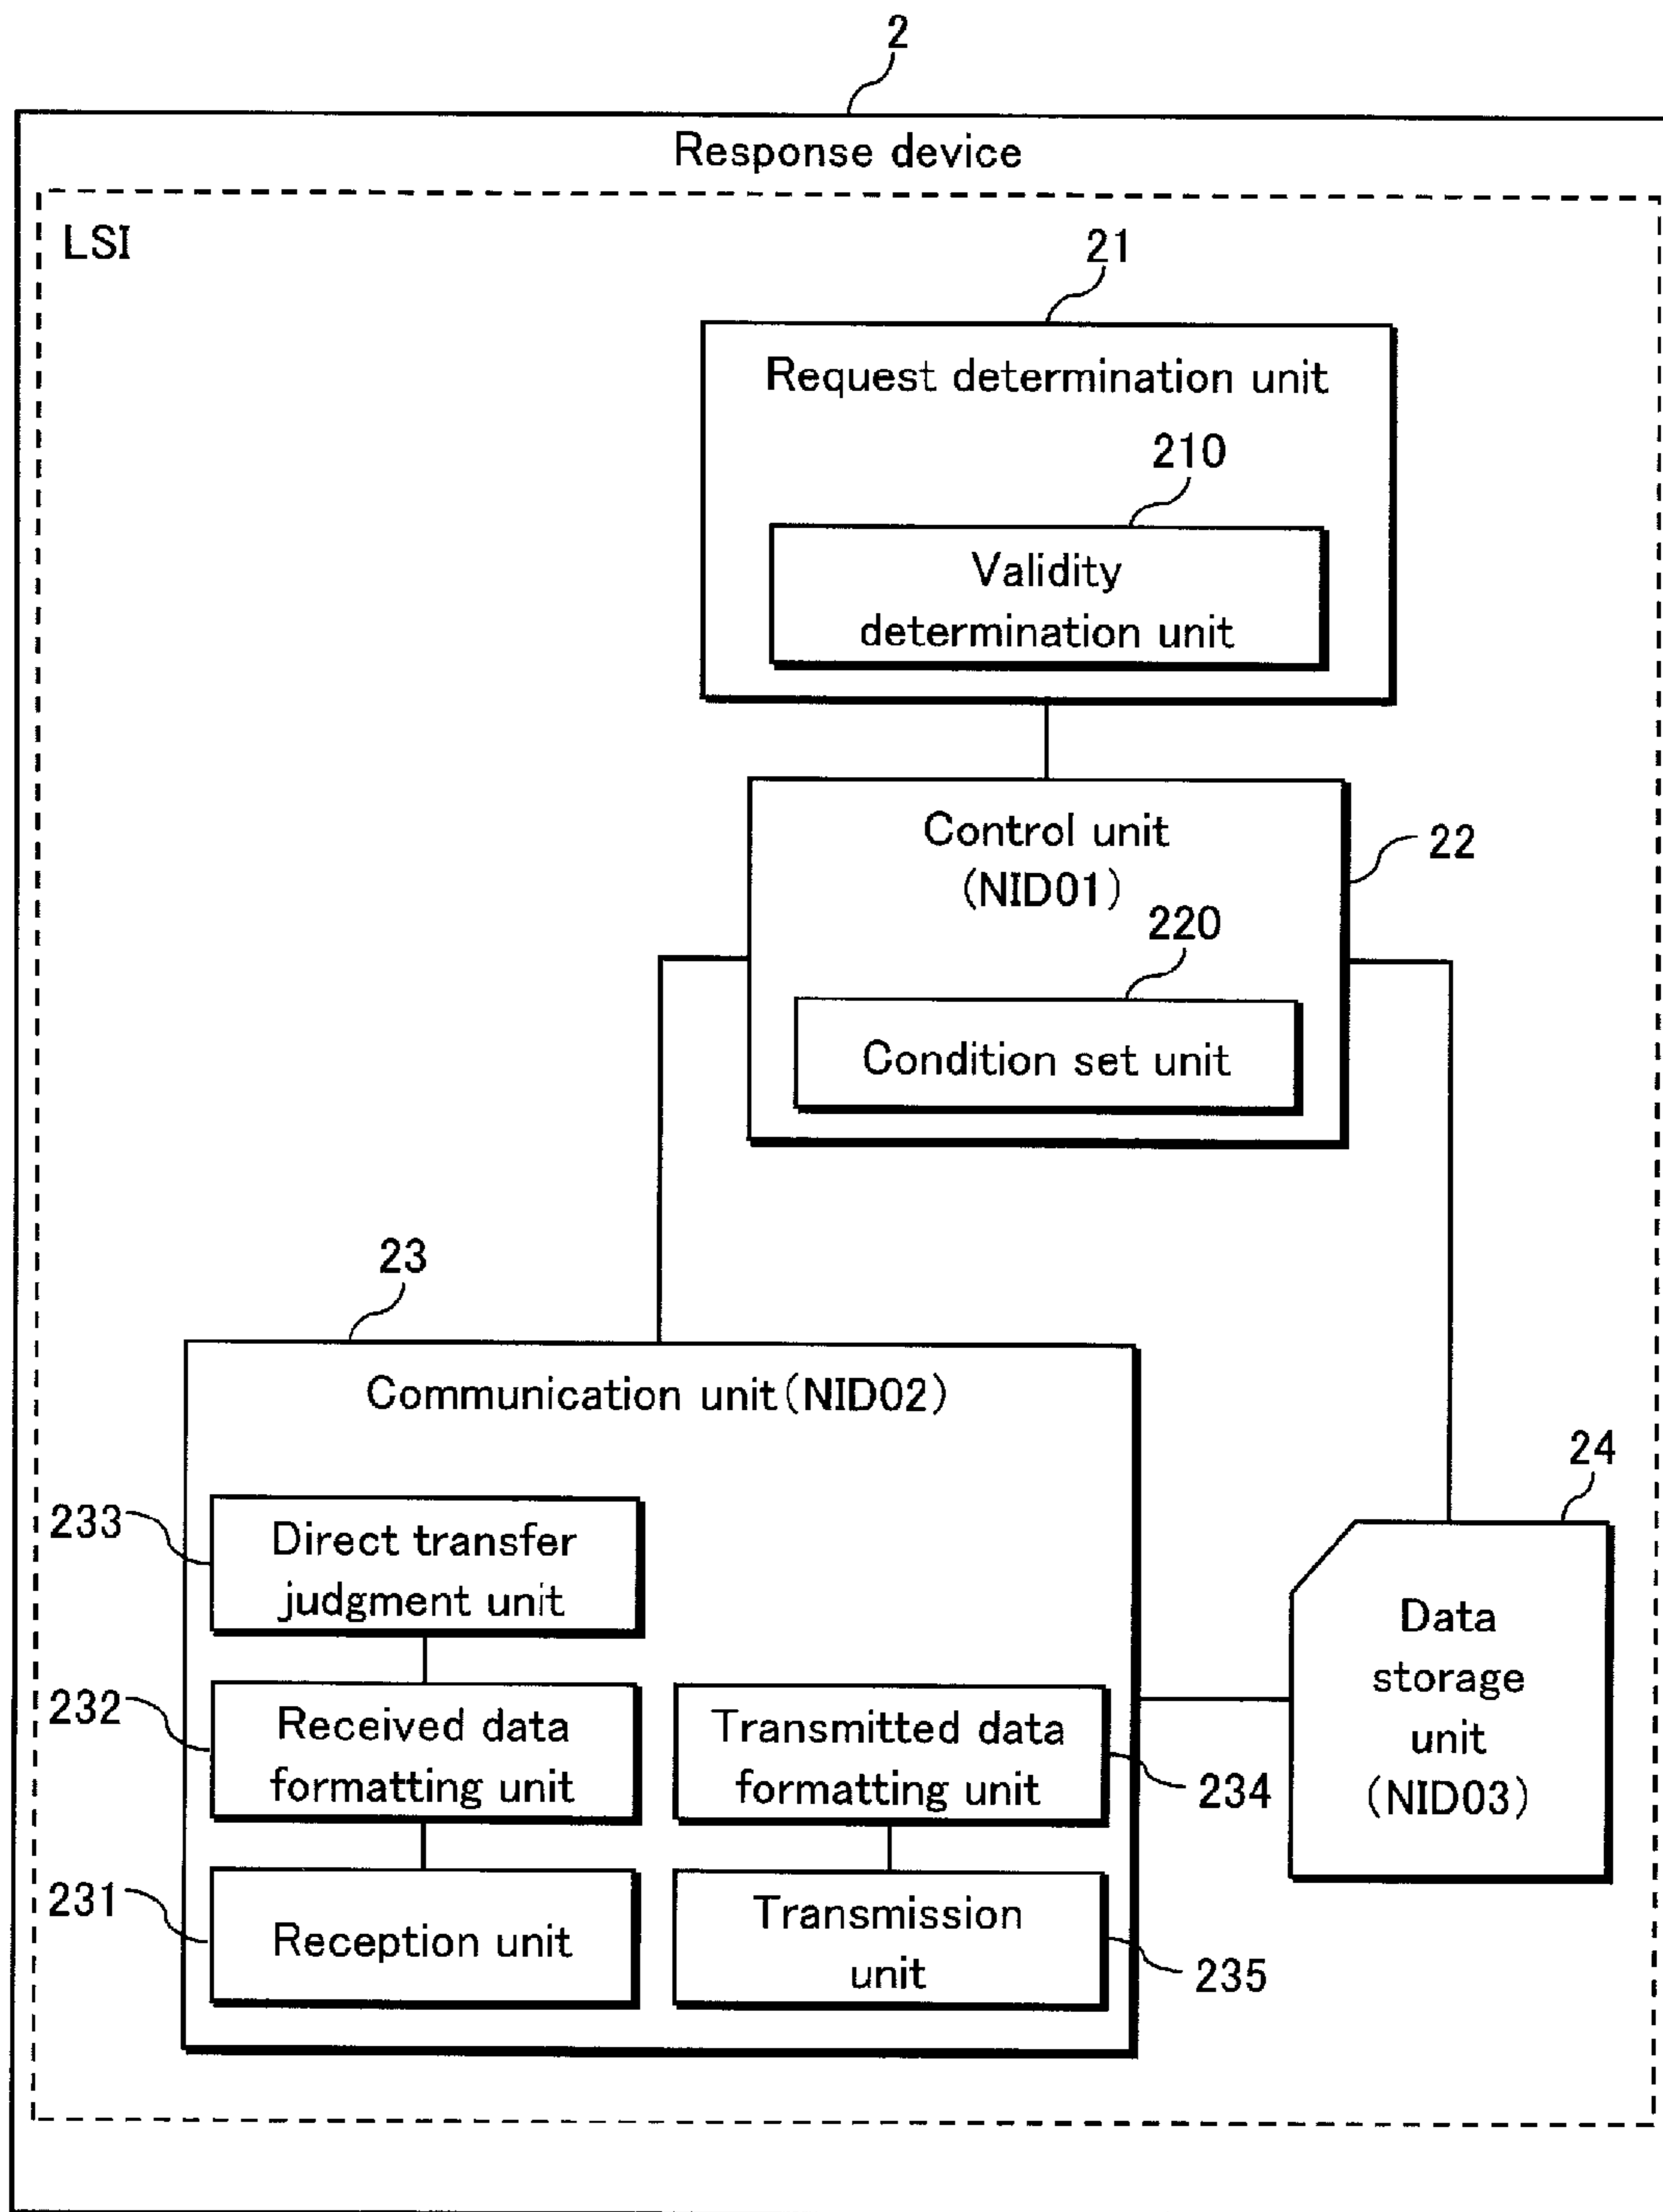 2
Response device
LSI
21
Request determination unit
210
Validity
determination unit
Control unit
(NID01)
22
220
Condition set unit
23
Communication unit(NID02)
24
233
Direct transfer
judgment unit
Data
storage
unit
(NID03)
232
Received data
formatting unit
Transmitted data
formatting unit
234
231
Reception unit
Transmission
unit
235